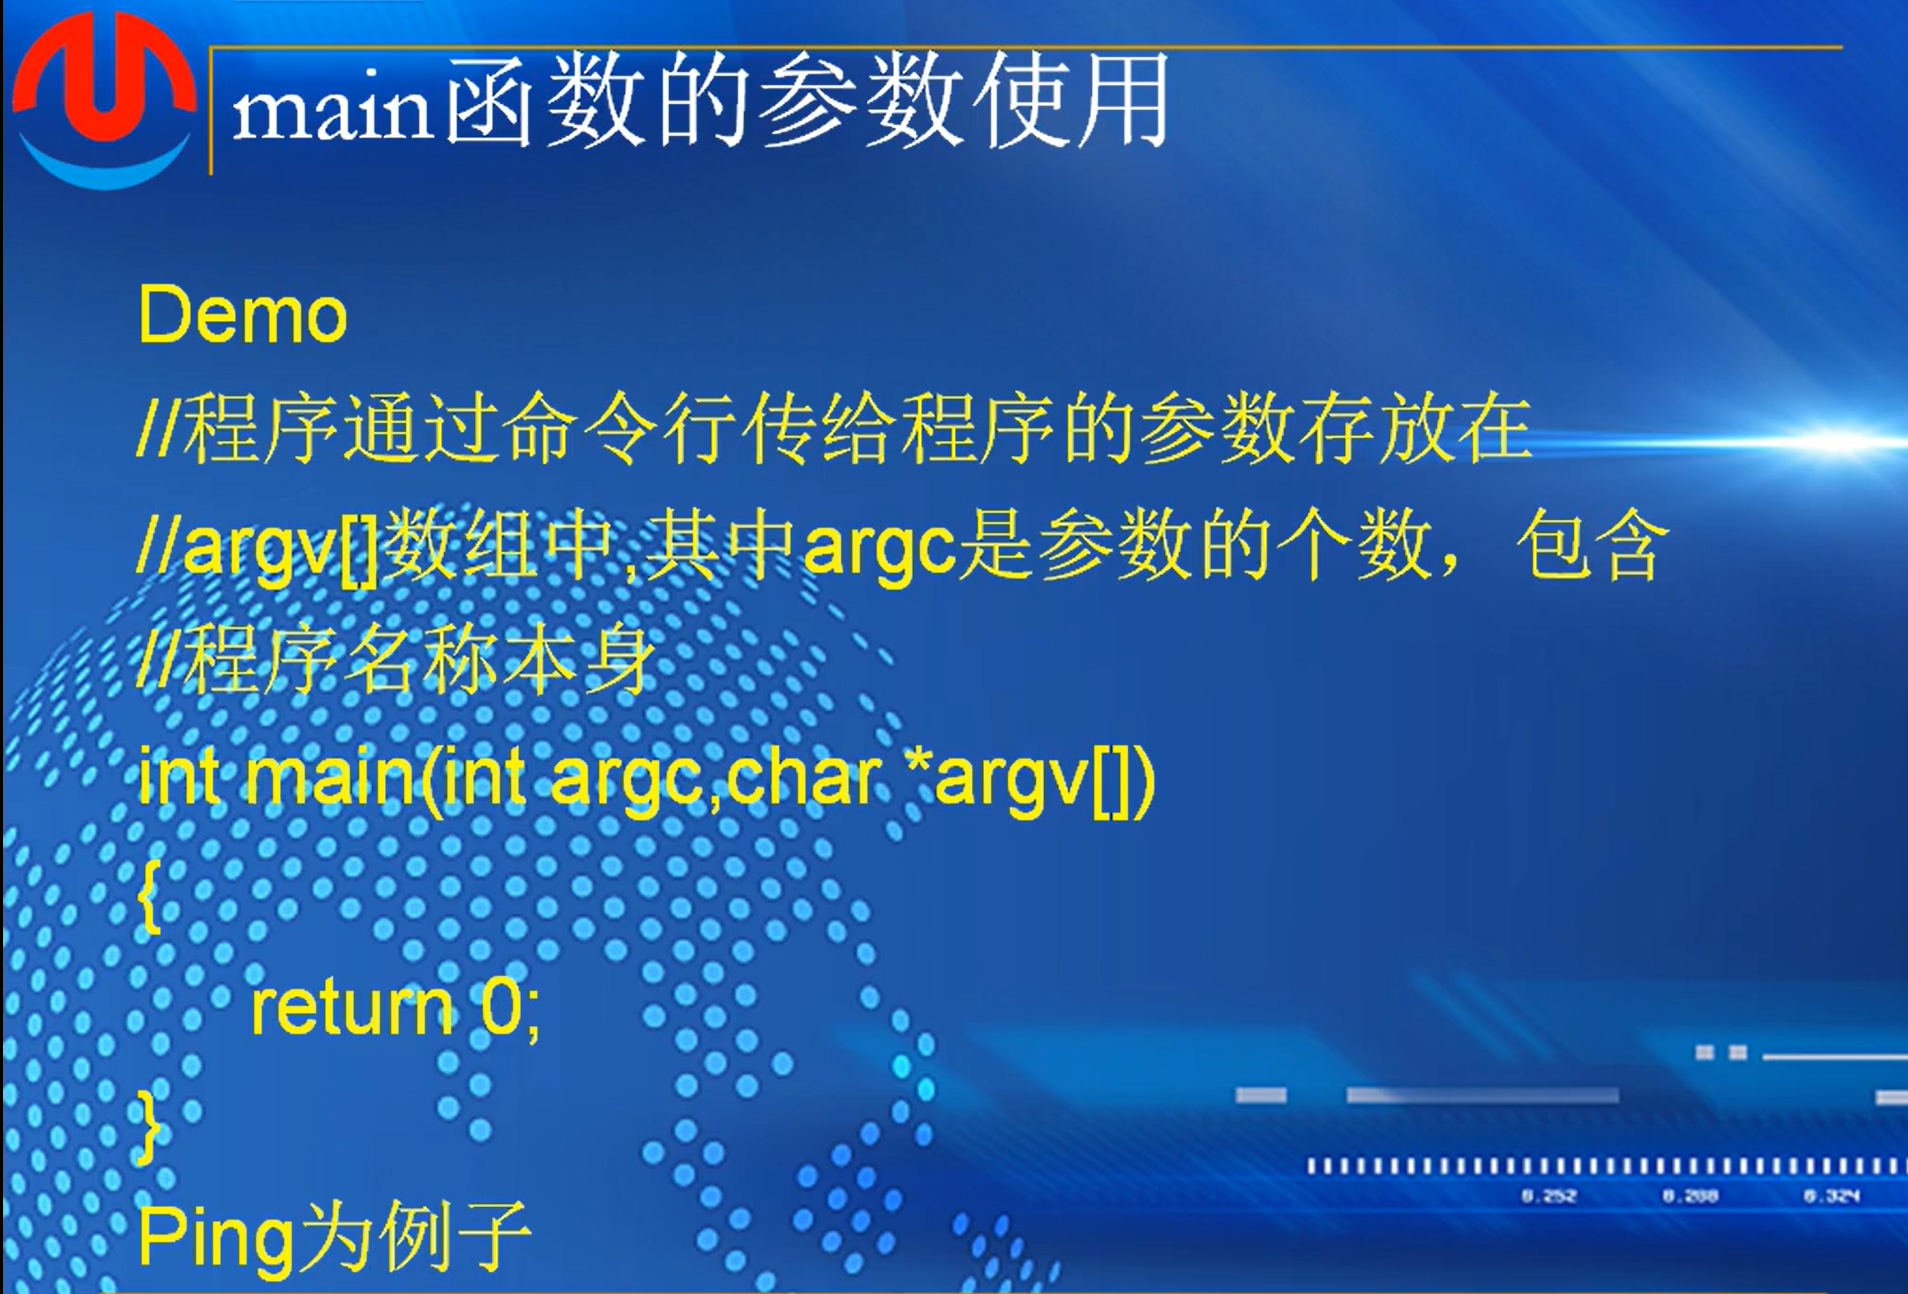 main函数的参数使用
Demo
//程序通过命令行传给程序的参数存放在
//argv[]数组中,其中argc是参数的个数，包含
//程序名称本身
int main(int argc,char *argv[])
{
return 0;
}
Ping为例子
0.252 0.288 0.324